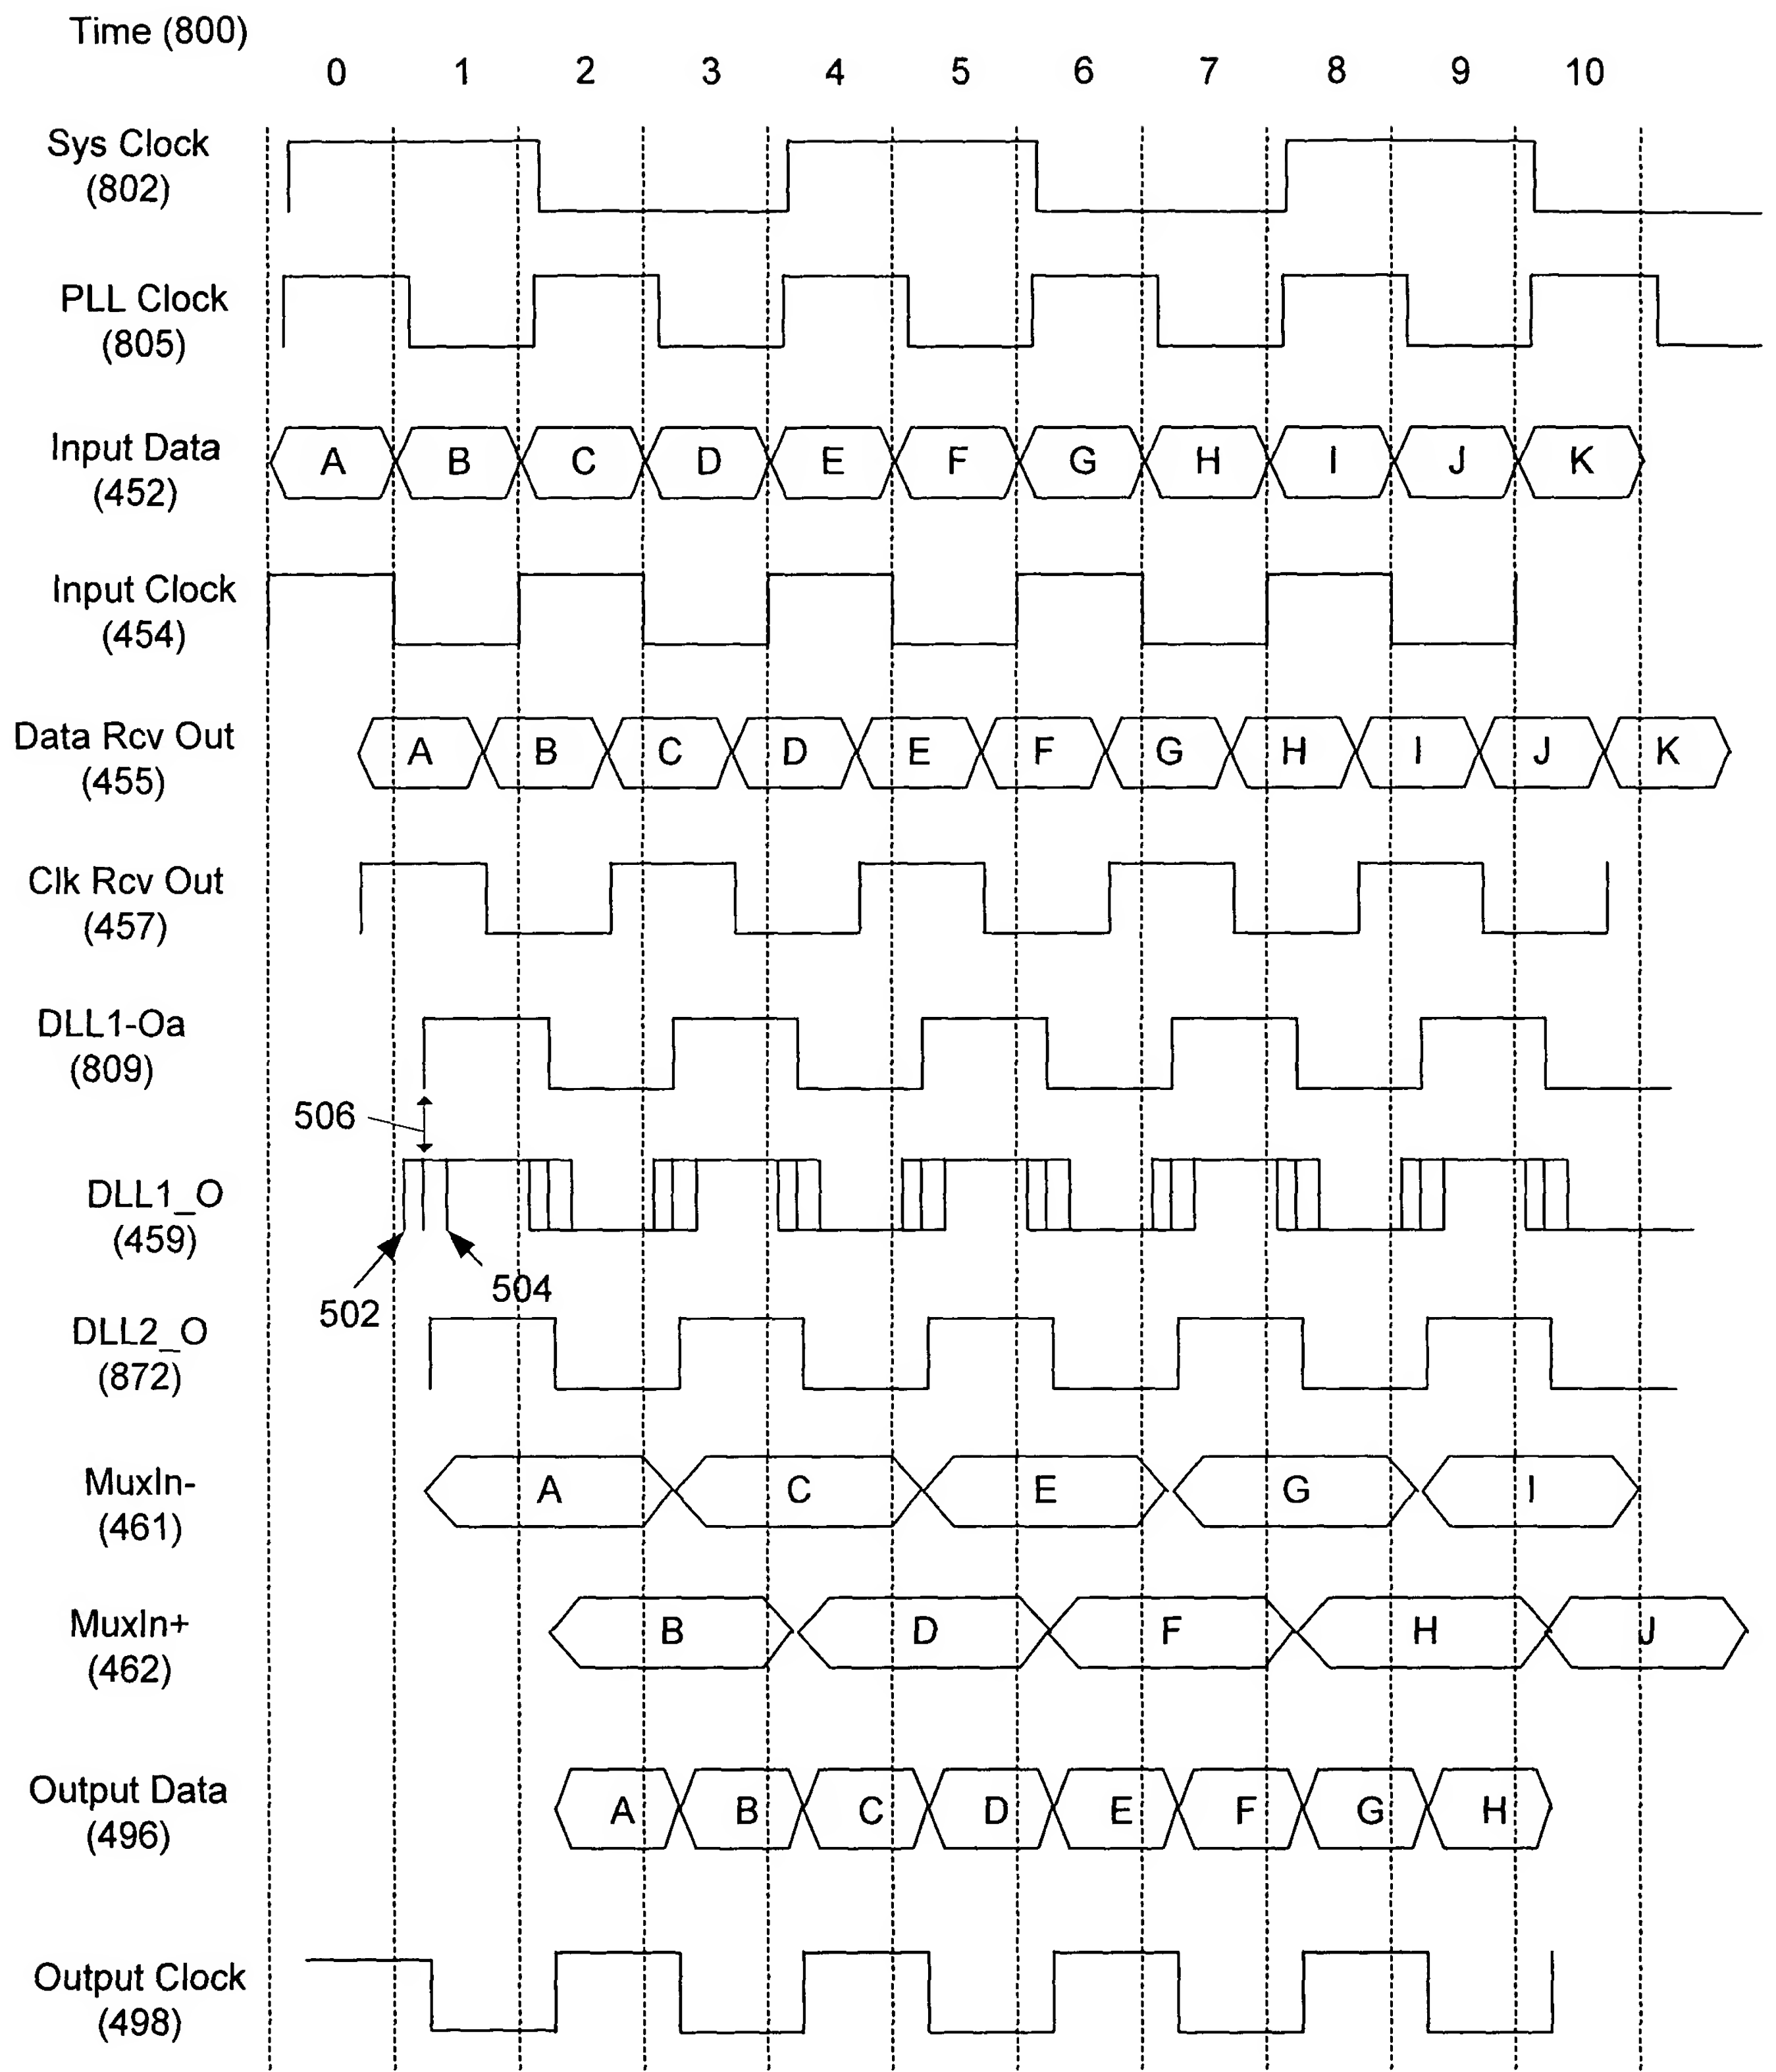 Time (800)
0 1 2 3 4 5 6 7 8 9 10
Sys Clock
(802)
PLL Clock
(805)
Input Data
(452)
A B C D E F G H I J K
Input Clock
(454)
Data Rcv Out
(455)
A B C D E F G H I J K
Clk Rcv Out
(457)
DLL1-Oa
(809)
506
DLL1_O
(459)
502
504
DLL2_O
(872)
MuxIn-
(461)
A C E G I
MuxIn+
(462)
B D F H J
Output Data
(496)
A B C D E F G H
Output Clock
(498)